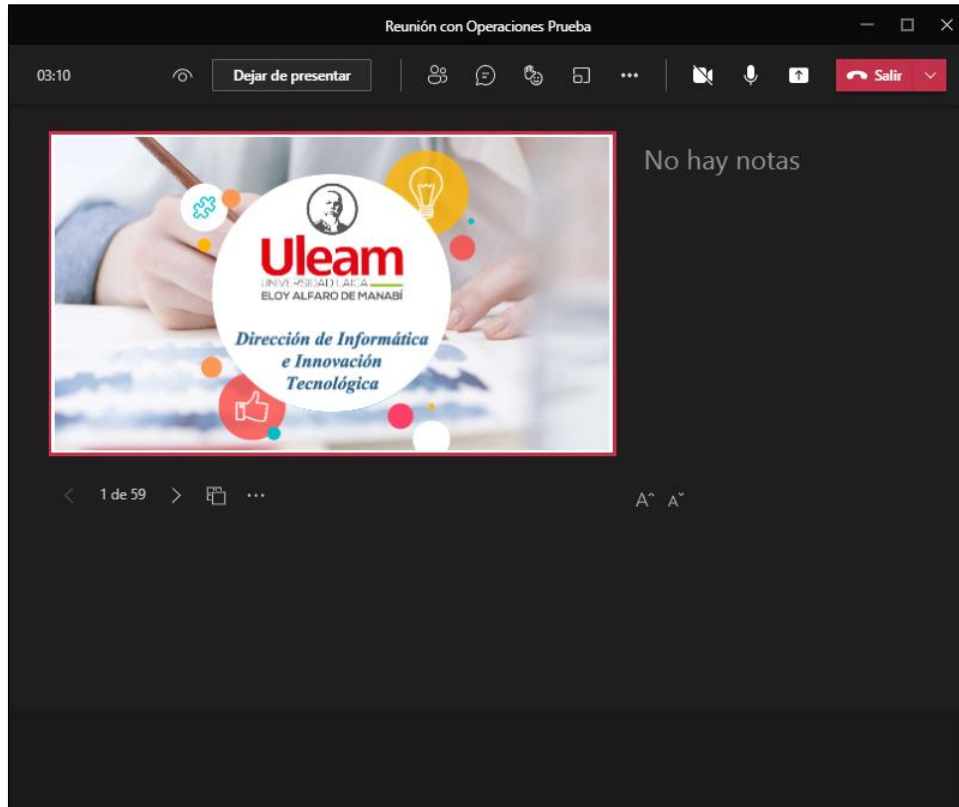 Reunión con Operaciones Prueba
03:10
Dejar de presentar
Salir
Uleam
UNIVERSIDAD LAICA
ELOY ALFARO DE MANABÍ
Dirección de Informática
e Innovación
Tecnológica
No hay notas
1 de 59
A A